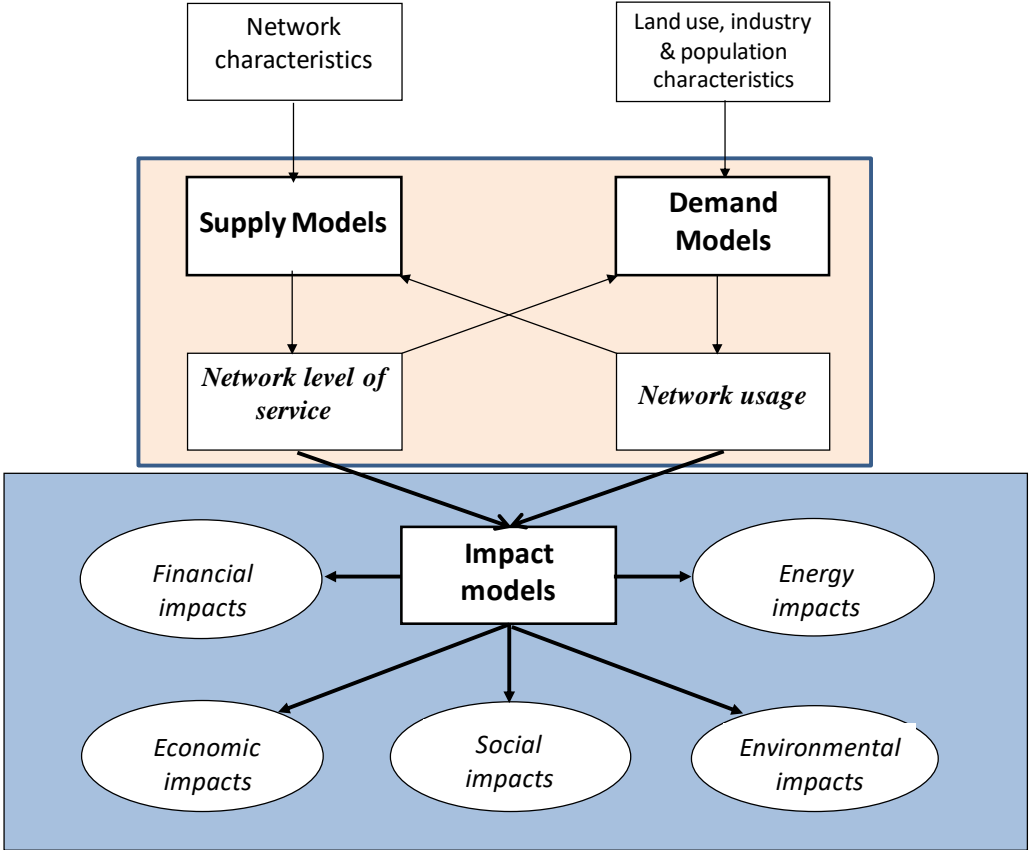 Network
characteristics
Land use, industry
& population
characteristics
Supply Models
Demand
Models
Network level of
service
Network usage
Impact
models
Financial
impacts
Energy
impacts
Economic
impacts
Social
impacts
Environmental
impacts